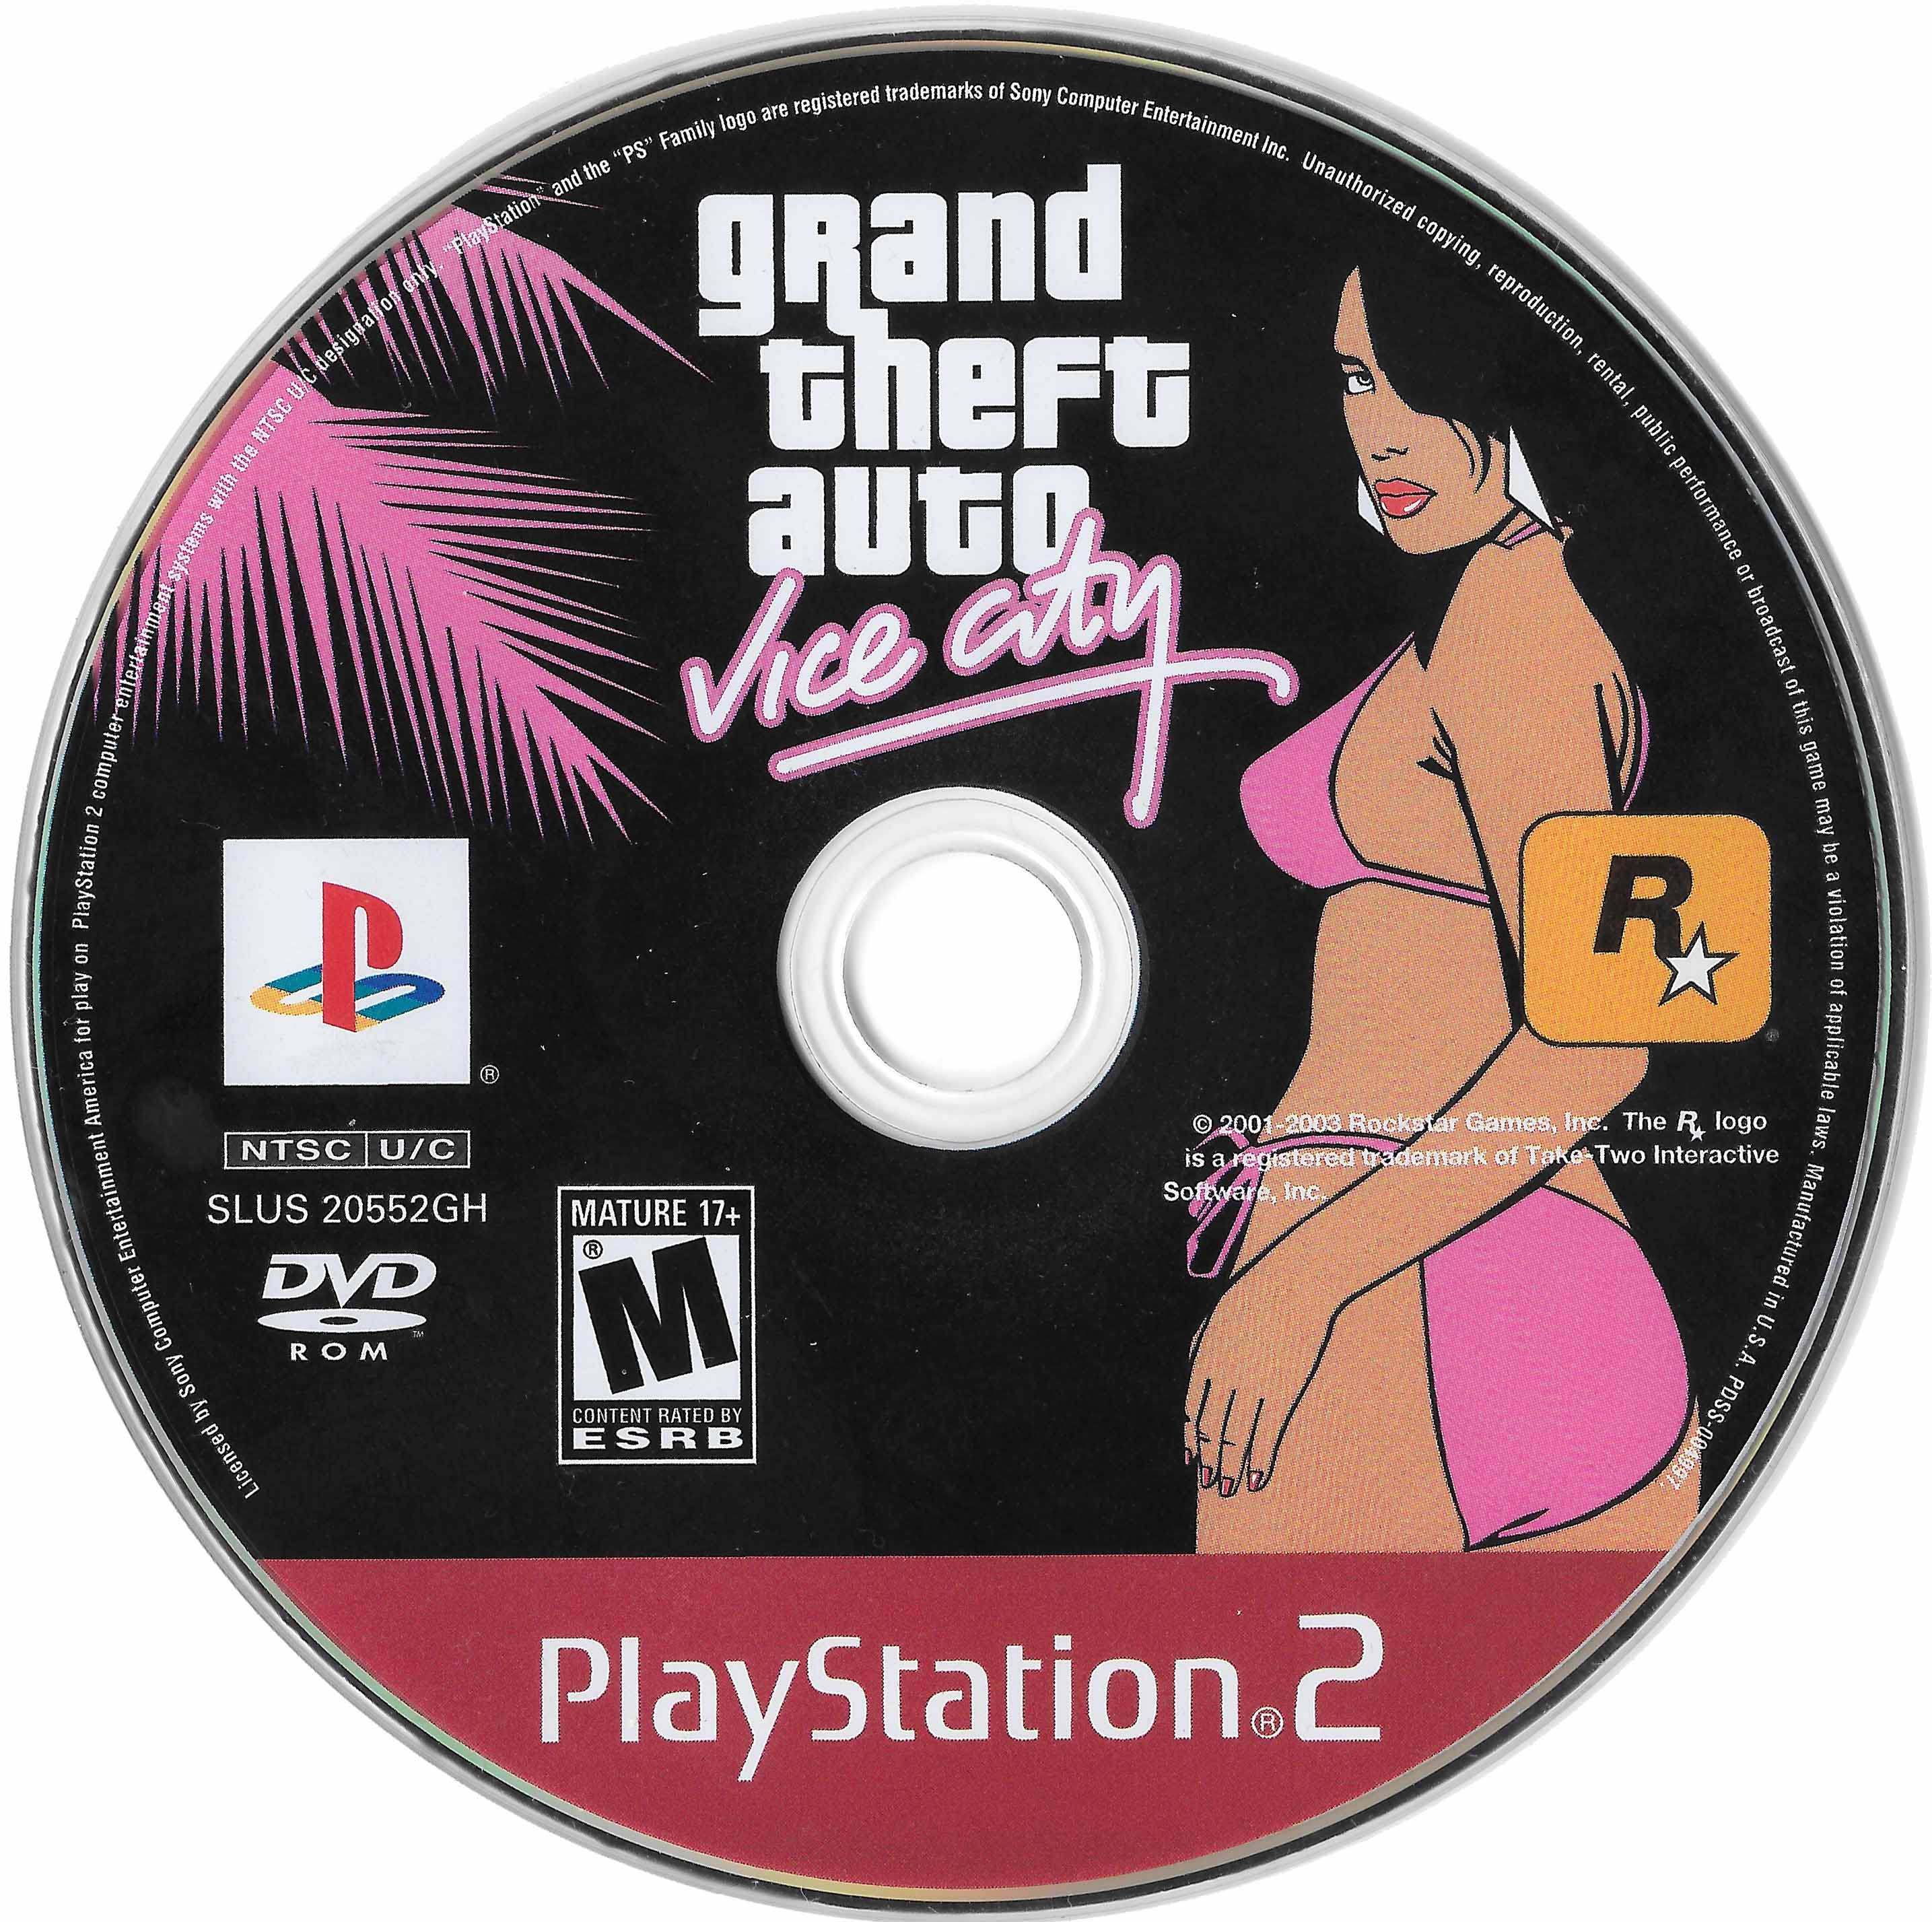 Licensed by Sony Computer Entertainment America for play on PlayStation 2 computer entertainment systems with the NTSC U/C designation only. "PlayStation" and the "PS" Family logo are registered trademarks of Sony Computer Entertainment Inc. Unauthorized copying, reproduction, rental, public performance or broadcast of this game may be a violation of applicable laws. Manufactured in U.S.A. PDSS-004967.
grand
theft
auto
Vice City
R
®
®
NTSC U/C
SLUS 20552GH
DVD
ROM™
MATURE 17+
M®
CONTENT RATED BY
ESRB
© 2001-2003 Rockstar Games, Inc. The R logo
is a registered trademark of Take-Two Interactive
Software, Inc.
PlayStation®2